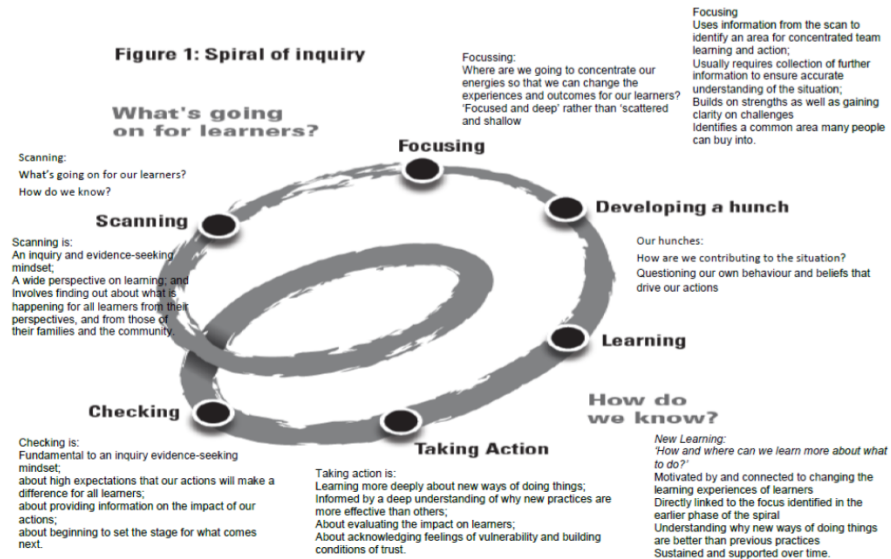 Figure 1: Spiral of inquiry
What's going
on for learners?
Focussing:
Where are we going to concentrate our
energies so that we can change the
experiences and outcomes for our learners?
'Focused and deep' rather than 'scattered
and shallow
Focusing
Uses information from the scan to
identify an area for concentrated team
learning and action;
Usually requires collection of further
information to ensure accurate
understanding of the situation;
Builds on strengths as well as gaining
clarity on challenges
Identifies a common area many people
can buy into.
Focusing
Scanning:
What's going on for our learners?
How do we know?
Scanning
Scanning is:
An inquiry and evidence-seeking
mindset;
A wide perspective on learning; and
Involves finding out about what is
happening for all learners from their
perspectives, and from those of
their families and the community.
Developing a hunch
Our hunches:
How are we contributing to the situation?
Questioning our own behaviour and beliefs that
drive our actions
Learning
How do
we know?
New Learning:
'How and where can we learn more about what
to do?'
Motivated by and connected to changing the
learning experiences of learners
Directly linked to the focus identified in the
earlier phase of the spiral
Understanding why new ways of doing things
are better than previous practices
Sustained and supported over time.
Taking Action
Taking action is:
Learning more deeply about new ways of doing things;
Informed by a deep understanding of why new practices are
more effective than others;
About evaluating the impact on learners;
About acknowledging feelings of vulnerability and building
conditions of trust.
Checking
Checking is:
Fundamental to an inquiry evidence-seeking
mindset;
about high expectations that our actions will make a
difference for all learners;
about providing information on the impact of our
actions;
about beginning to set the stage for what comes
next.